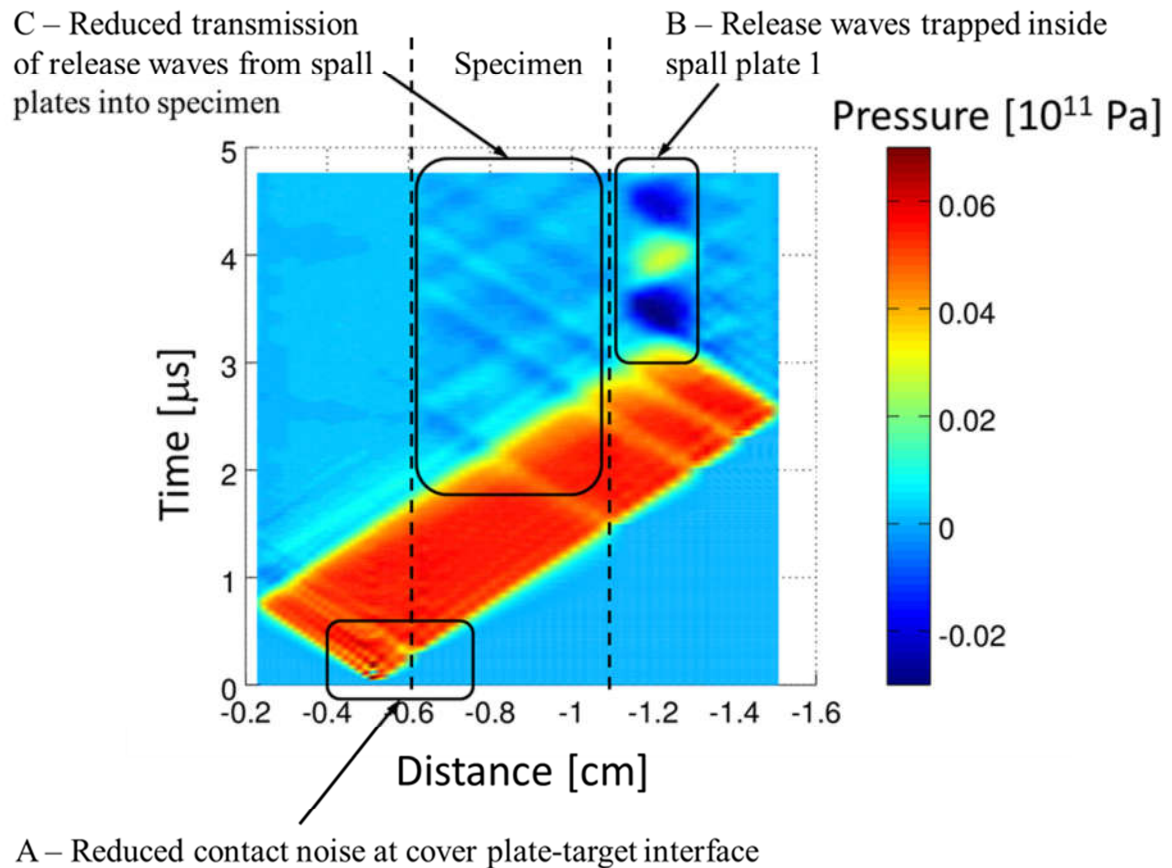 C – Reduced transmission
of release waves from spall
plates into specimen
Specimen
B – Release waves trapped inside
spall plate 1
Pressure [10¹¹ Pa]
5
4
3
2
1
0
Time [μs]
-0.2 -0.4 -0.6 -0.8 -1 -1.2 -1.4 -1.6
Distance [cm]
0.06
0.04
0.02
0
-0.02
A – Reduced contact noise at cover plate-target interface